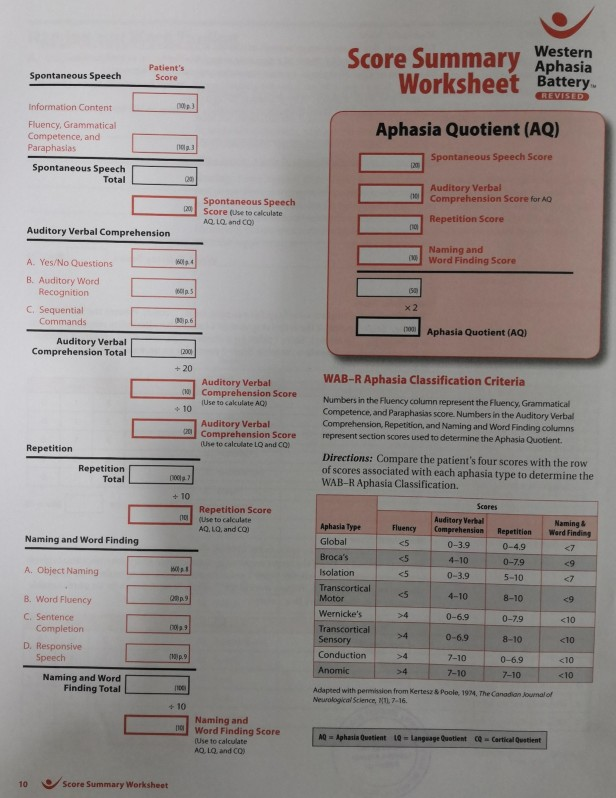 Score Summary
Worksheet
Western
Aphasia
Battery™
REVISED
Spontaneous Speech
Patient's
Score
Information Content
(10) p. 3
Fluency, Grammatical
Competence, and
Paraphasias
(10) p. 3
Spontaneous Speech
Total
(20)
(20)
Spontaneous Speech
Score (Use to calculate
AQ, LQ, and CQ)
Auditory Verbal Comprehension
A. Yes/No Questions
(60) p. 4
B. Auditory Word
Recognition
(60) p. 5
C. Sequential
Commands
(80) p. 6
Auditory Verbal
Comprehension Total
(200)
÷ 20
(10)
Auditory Verbal
Comprehension Score
(Use to calculate AQ)
÷ 10
(20)
Auditory Verbal
Comprehension Score
(Use to calculate LQ and CQ)
Repetition
Repetition
Total
(100) p. 7
÷ 10
(10)
Repetition Score
(Use to calculate
AQ, LQ, and CQ)
Naming and Word Finding
A. Object Naming
(60) p. 8
B. Word Fluency
(20) p. 9
C. Sentence
Completion
(10) p. 9
D. Responsive
Speech
(10) p. 9
Naming and Word
Finding Total
(100)
÷ 10
(10)
Naming and
Word Finding Score
(Use to calculate
AQ, LQ, and CQ)
Aphasia Quotient (AQ)
(20)
Spontaneous Speech Score
(10)
Auditory Verbal
Comprehension Score for AQ
(10)
Repetition Score
(10)
Naming and
Word Finding Score
(50)
× 2
(100)
Aphasia Quotient (AQ)
WAB–R Aphasia Classification Criteria
Numbers in the Fluency column represent the Fluency, Grammatical
Competence, and Paraphasias score. Numbers in the Auditory Verbal
Comprehension, Repetition, and Naming and Word Finding columns
represent section scores used to determine the Aphasia Quotient.
Directions: Compare the patient's four scores with the row
of scores associated with each aphasia type to determine the
WAB–R Aphasia Classification.
Scores
Aphasia Type Fluency Auditory Verbal Comprehension Repetition Naming & Word Finding
Global <5 0–3.9 0–4.9 <7
Broca's <5 4–10 0–7.9 <9
Isolation <5 0–3.9 5–10 <7
Transcortical Motor <5 4–10 8–10 <9
Wernicke's >4 0–6.9 0–7.9 <10
Transcortical Sensory >4 0–6.9 8–10 <10
Conduction >4 7–10 0–6.9 <10
Anomic >4 7–10 7–10 <10
Adapted with permission from Kertesz & Poole, 1974, The Canadian Journal of
Neurological Science, 1(1), 7–16.
AQ = Aphasia Quotient LQ = Language Quotient CQ = Cortical Quotient
10 Score Summary Worksheet